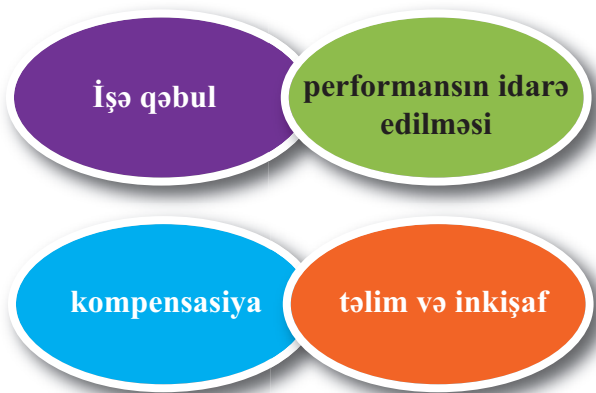 İşə qəbul
performansın idarə
edilməsi
kompensasiya
təlim və inkişaf